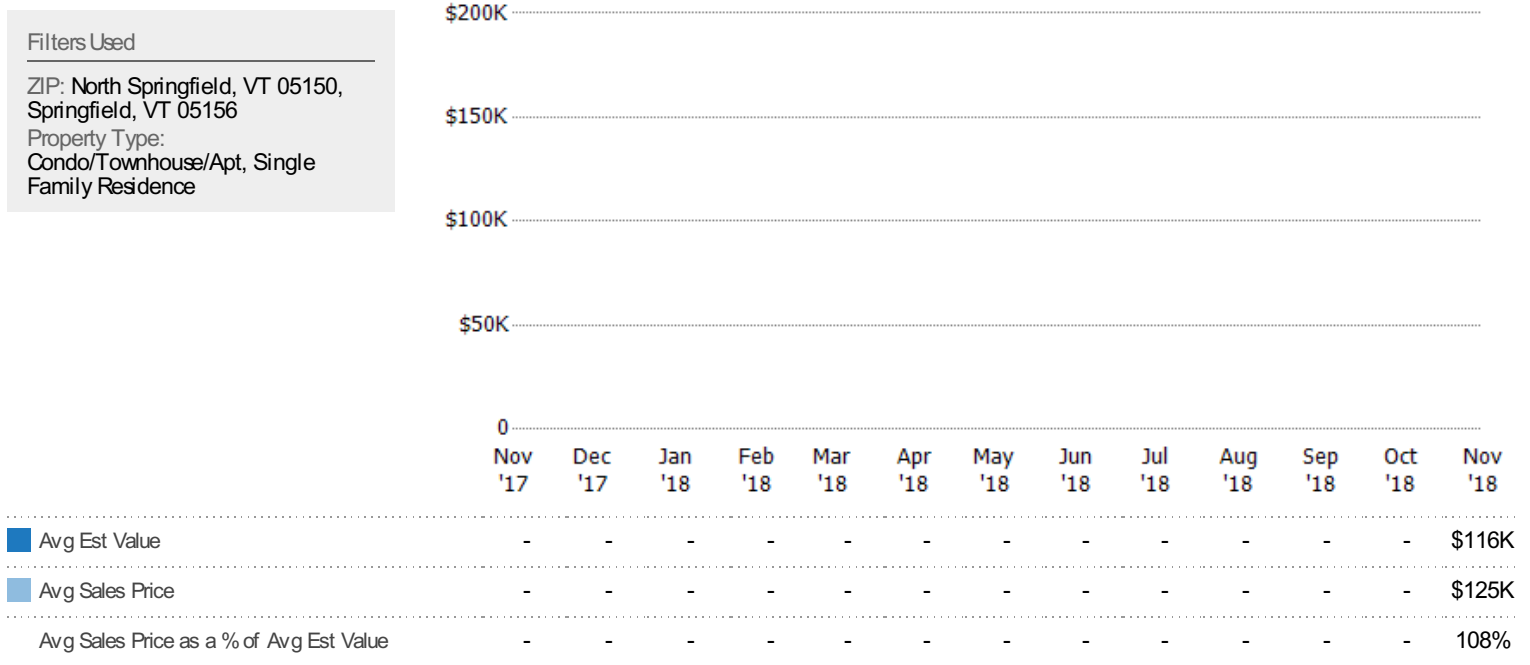 Filters Used
ZIP: North Springfield, VT 05150,
Springfield, VT 05156
Property Type:
Condo/Townhouse/Apt, Single
Family Residence
$200K
$150K
$100K
$50K
0
Nov Dec Jan Feb Mar Apr May Jun Jul Aug Sep Oct Nov
'17 '17 '18 '18 '18 '18 '18 '18 '18 '18 '18 '18 '18
Avg Est Value - - - - - - - - - - - - $116K
Avg Sales Price - - - - - - - - - - - - $125K
Avg Sales Price as a % of Avg Est Value - - - - - - - - - - - - 108%